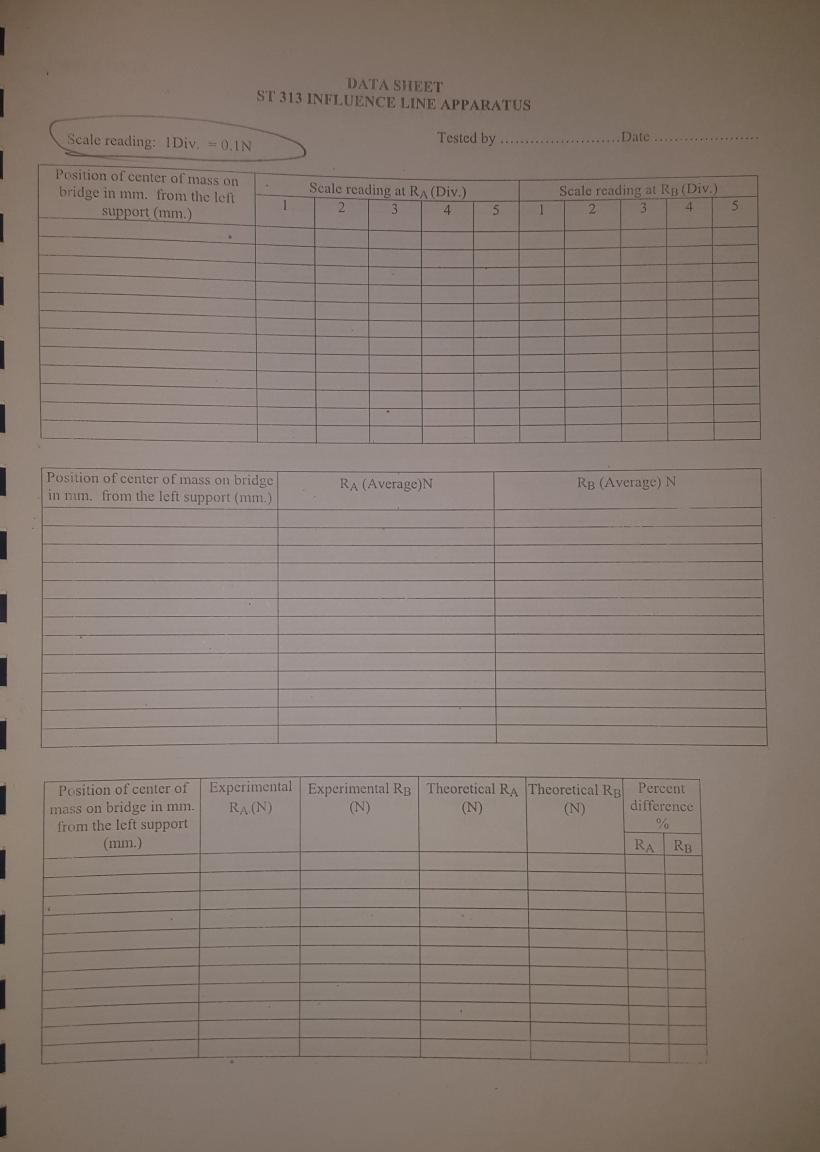 DATA SHEET
ST 313 INFLUENCE LINE APPARATUS
Scale reading: 1Div. = 0.1N
Tested by ........................Date .....................
Position of center of mass on
bridge in mm. from the left
support (mm.)
Scale reading at RA (Div.)
Scale reading at RB (Div.)
1 2 3 4 5 1 2 3 4 5
Position of center of mass on bridge
in mm. from the left support (mm.)
RA (Average)N
RB (Average) N
Position of center of
mass on bridge in mm.
from the left support
(mm.)
Experimental
RA (N)
Experimental RB
(N)
Theoretical RA
(N)
Theoretical RB
(N)
Percent
difference
%
RA RB